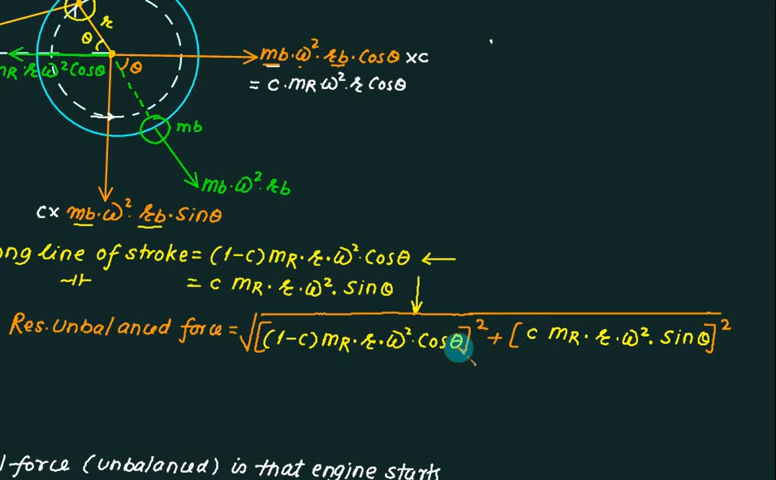 r
θ
mb·ω²·rb·Cosθ ×c
mR·r·ω²Cosθ
θ
= c·mR·ω²·r Cosθ
mb
mb·ω²·rb
c× mb·ω²·rb·sinθ
ong line of stroke = (1-c) mR·r·ω²·Cosθ ←
= c mR·r·ω²·sinθ
Res. Unbalanced force = √[(1-c) mR·r·ω²·Cosθ]² + [c mR·r·ω²·sinθ]²
l-force (unbalanced) is that engine starts